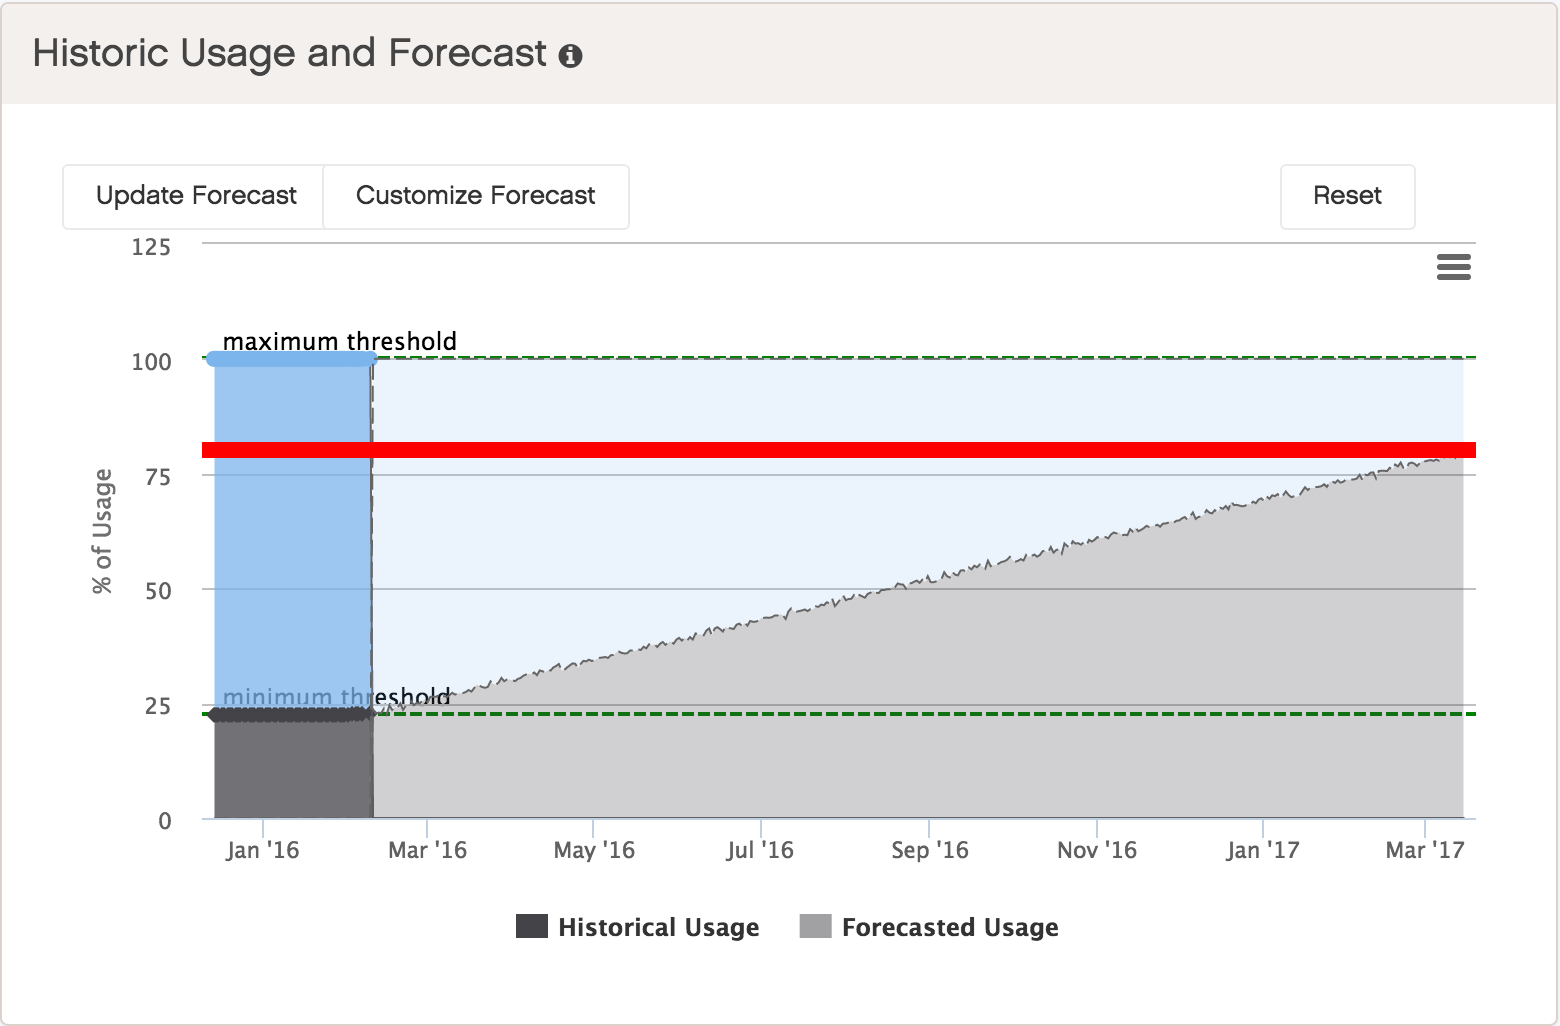 Historic Usage and Forecast
Update Forecast
Customize Forecast
Reset
125
maximum threshold
100
75
% of Usage
50
minimum threshold
25
0
Jan '16
Mar '16
May '16
Jul '16
Sep '16
Nov '16
Jan '17
Mar '17
Historical Usage
Forecasted Usage